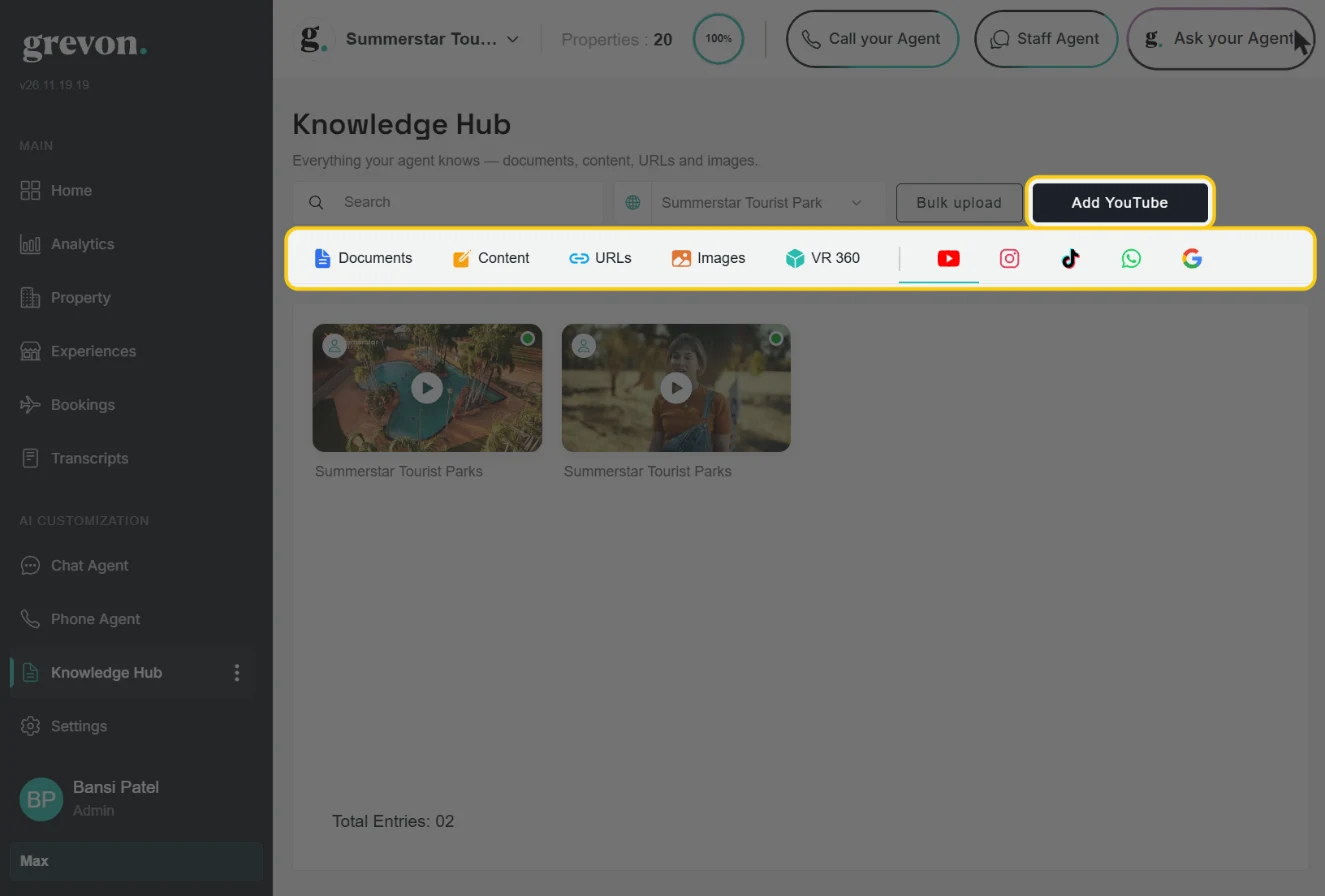 grevon.
v26.11.19.19
MAIN
Home
Analytics
Property
Experiences
Bookings
Transcripts
AI CUSTOMIZATION
Chat Agent
Phone Agent
Knowledge Hub
Settings
BP
Bansi Patel
Admin
Max
g. Summerstar Tou... Properties : 20 100% Call your Agent Staff Agent g. Ask your Agent
Knowledge Hub
Everything your agent knows — documents, content, URLs and images.
Search Summerstar Tourist Park Bulk upload Add YouTube
Documents Content URLs Images VR 360
Summerstar Tourist Parks Summerstar Tourist Parks
Total Entries: 02